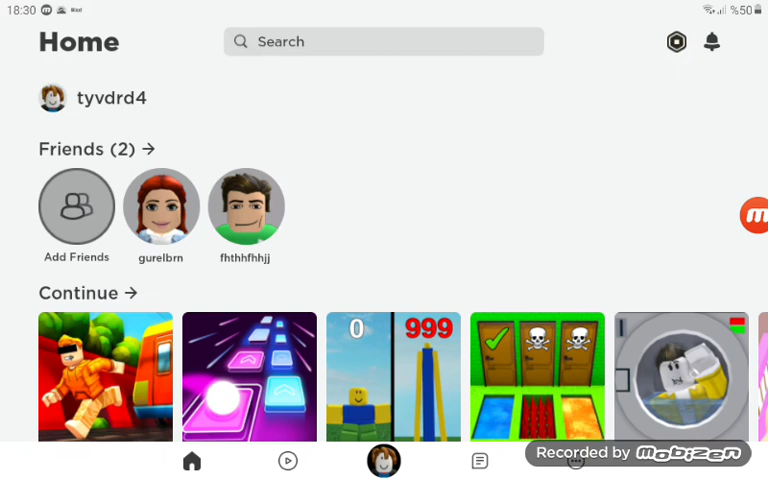 18:30 %50
Home
Search
tyvdrd4
Friends (2) →
Add Friends
gurelbrn
fhthhfhhjj
Continue →
0 999
Recorded by mobizen